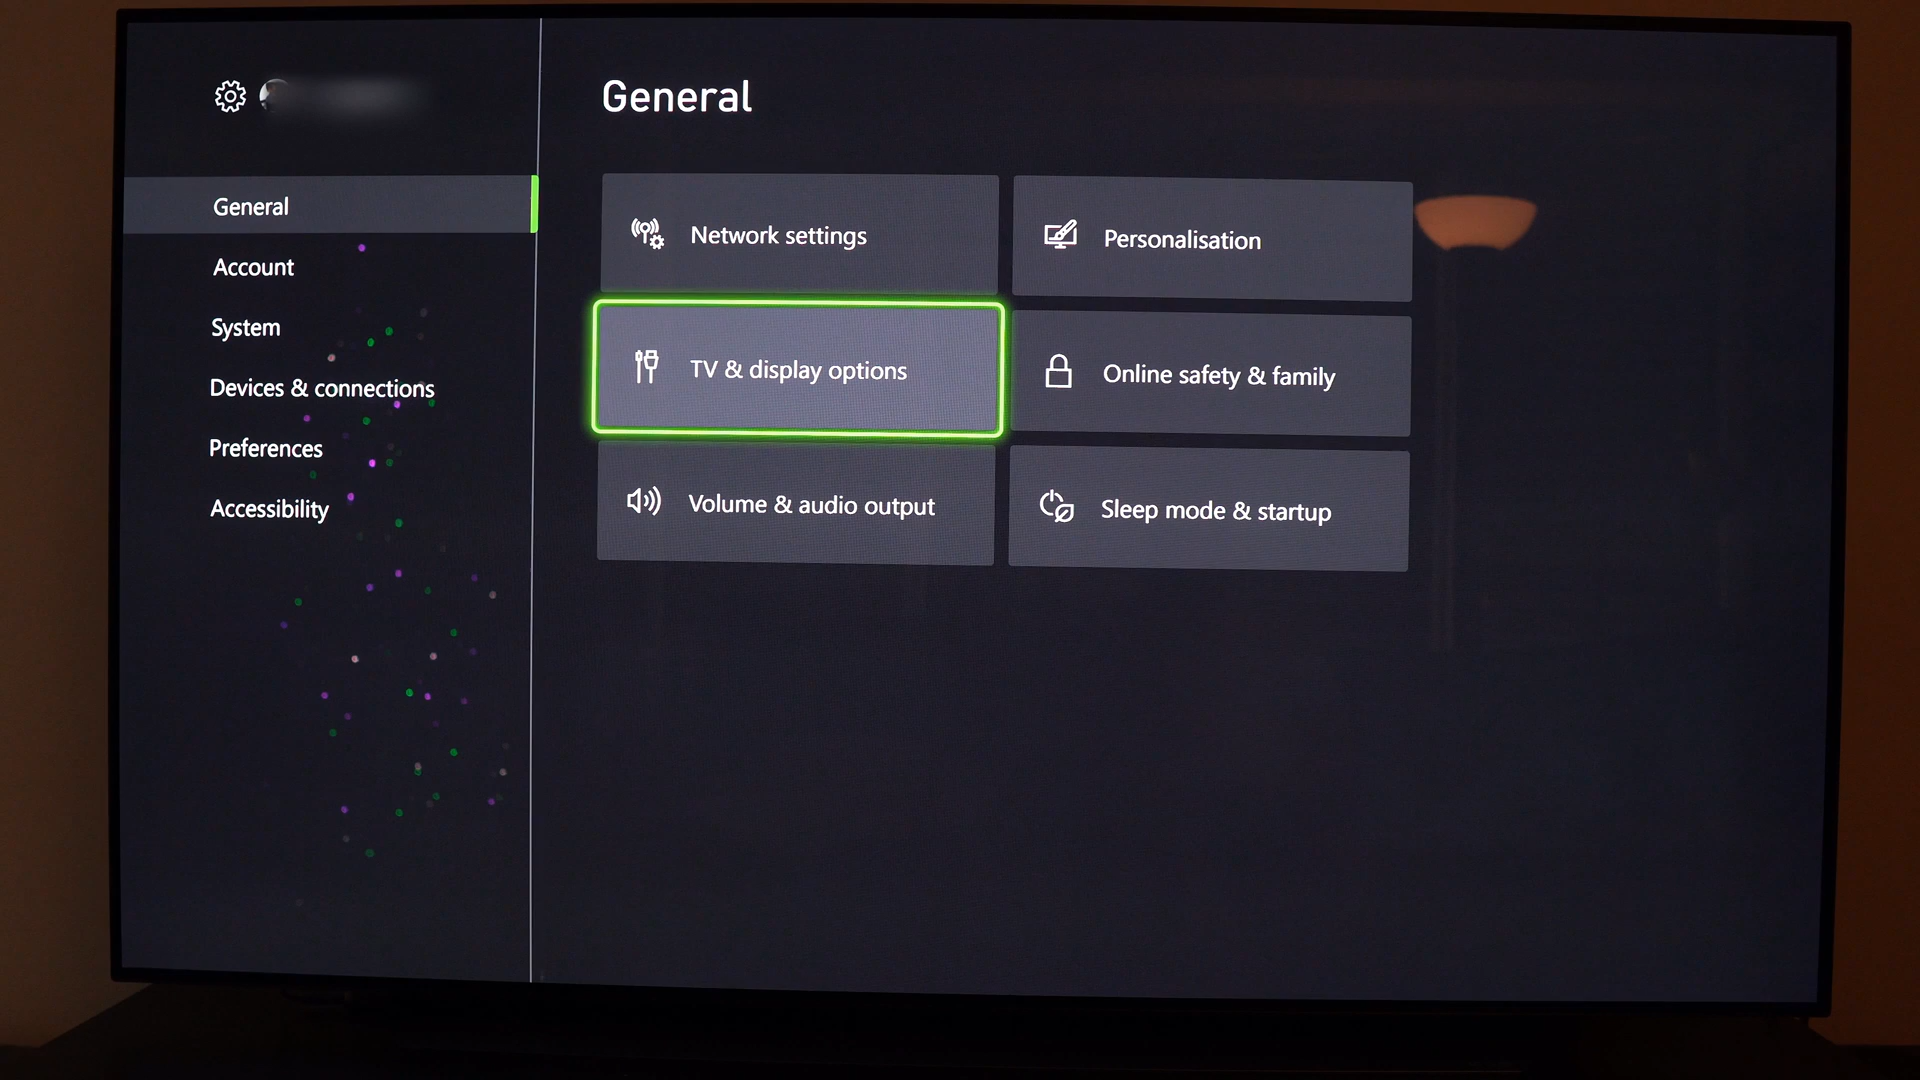 General
General
Account
System
Devices & connections
Preferences
Accessibility
Network settings
Personalisation
TV & display options
Online safety & family
Volume & audio output
Sleep mode & startup